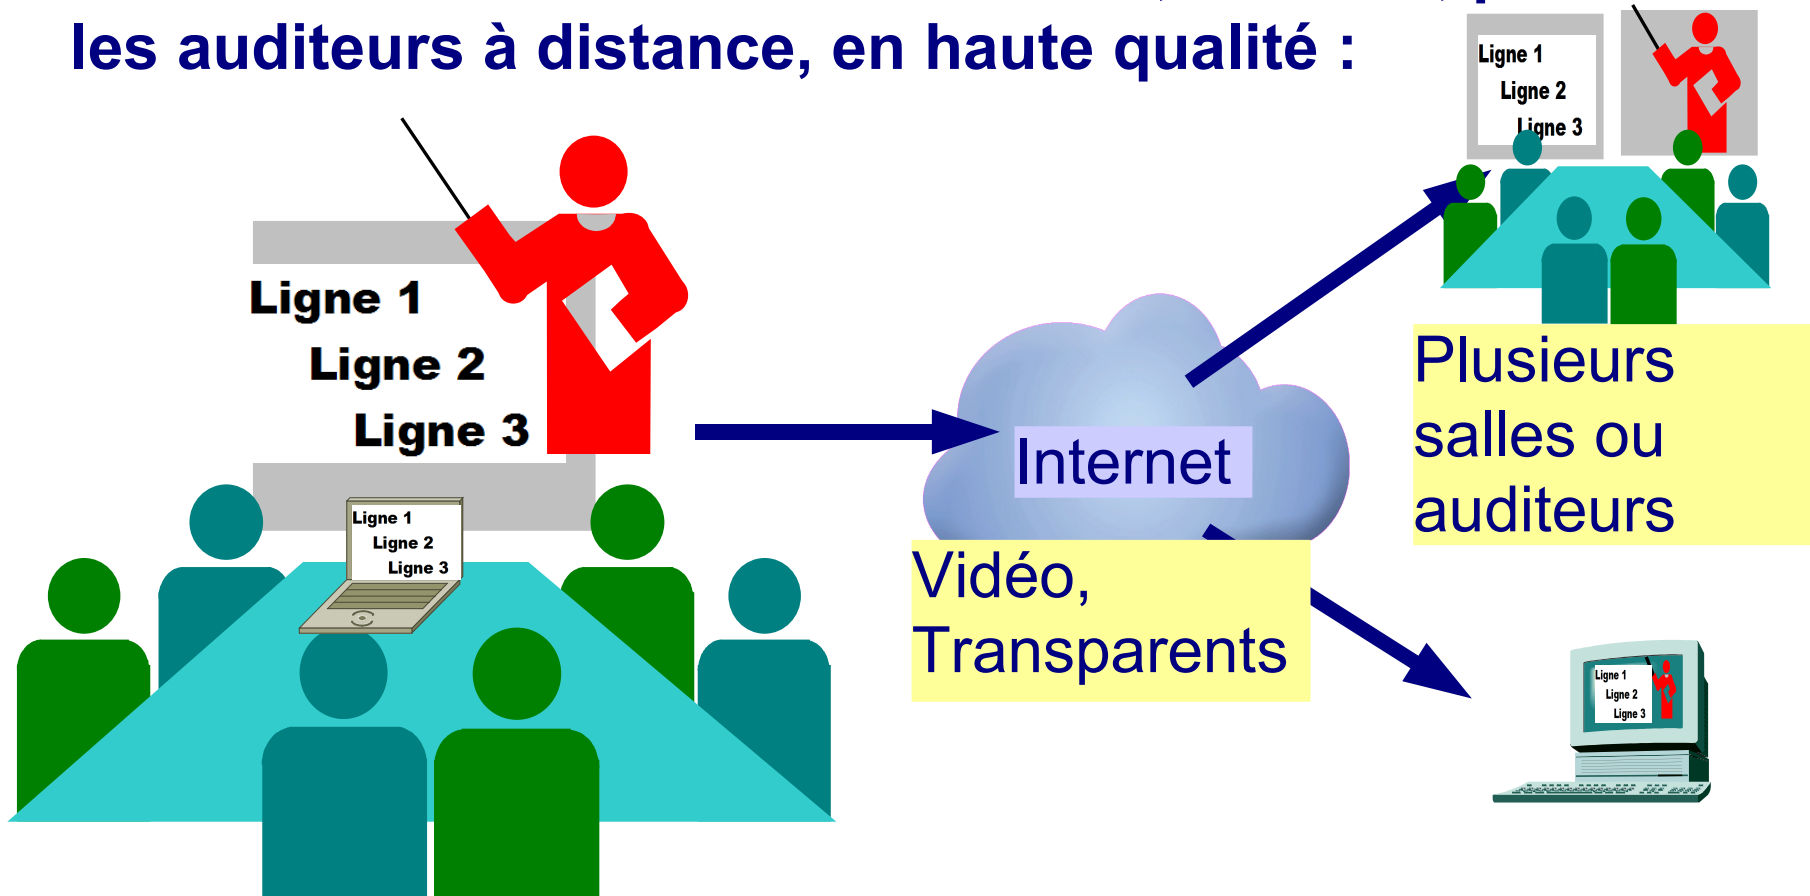 les auditeurs à distance, en haute qualité :
Ligne 1
Ligne 2
Ligne 3
Ligne 1
Ligne 2
Ligne 3
Ligne 1
Ligne 2
Ligne 3
Internet
Plusieurs
salles ou
auditeurs
Vidéo,
Transparents
Ligne 1
Ligne 2
Ligne 3